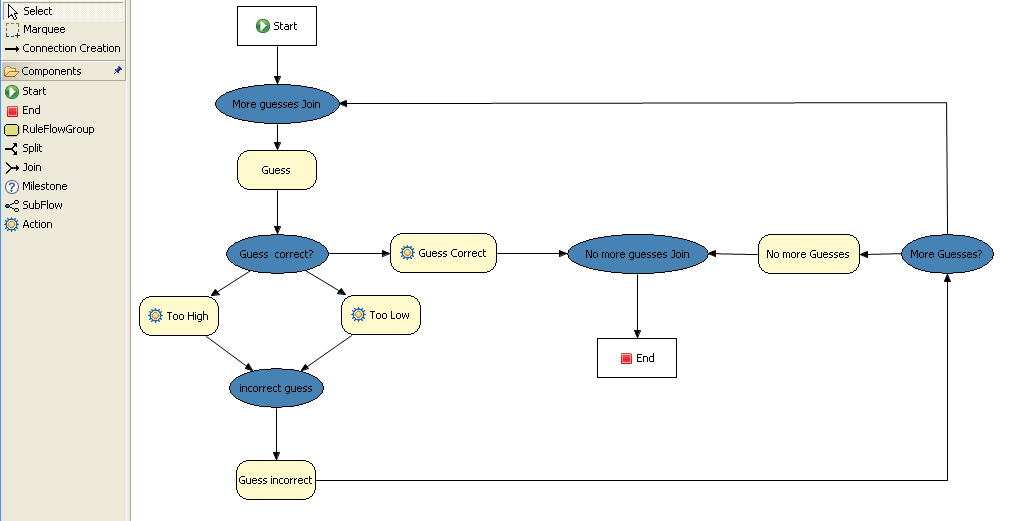 Select
Marquee
Connection Creation
Components
Start
End
RuleFlowGroup
Split
Join
Milestone
SubFlow
Action
Start
More guesses Join
Guess
Guess correct?
Guess Correct
No more guesses Join
No more Guesses
More Guesses?
Too High
Too Low
End
incorrect guess
Guess incorrect